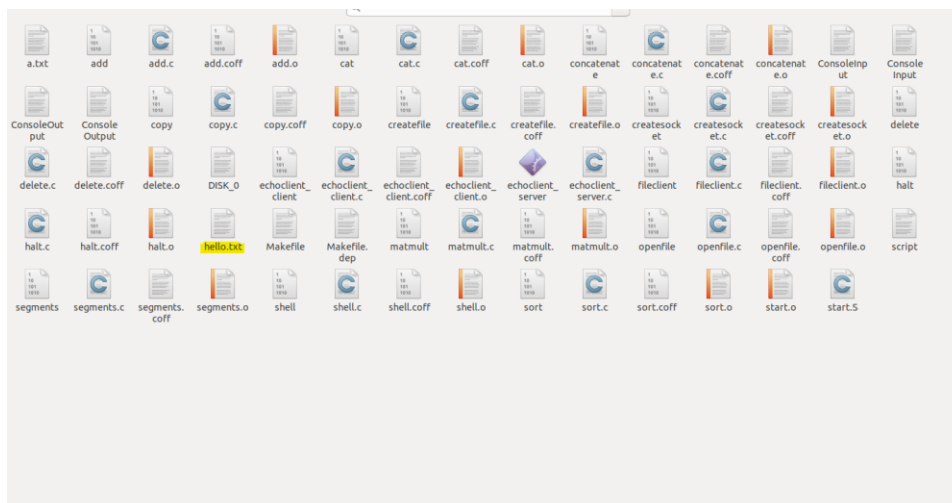 a.txt add add.c add.coff add.o cat cat.c cat.coff cat.o concatenat concatenat concatenat concatenat ConsoleInp Console
e e.c e.coff e.o ut Input
ConsoleOut Console copy copy.c copy.coff copy.o createfile createfile.c createfile. createfile.o createsock createsock createsock createsock delete
put Output coff et et.c et.coff et.o
delete.c delete.coff delete.o DISK_0 echoclient_ echoclient_ echoclient_ echoclient_ echoclient_ echoclient_ fileclient fileclient.c fileclient. fileclient.o halt
client client.c client.coff client.o server server.c coff
halt.c halt.coff halt.o hello.txt Makefile Makefile. matmult matmult.c matmult. matmult.o openfile openfile.c openfile. openfile.o script
dep coff coff
segments segments.c segments. segments.o shell shell.c shell.coff shell.o sort sort.c sort.coff sort.o start.o start.S
coff